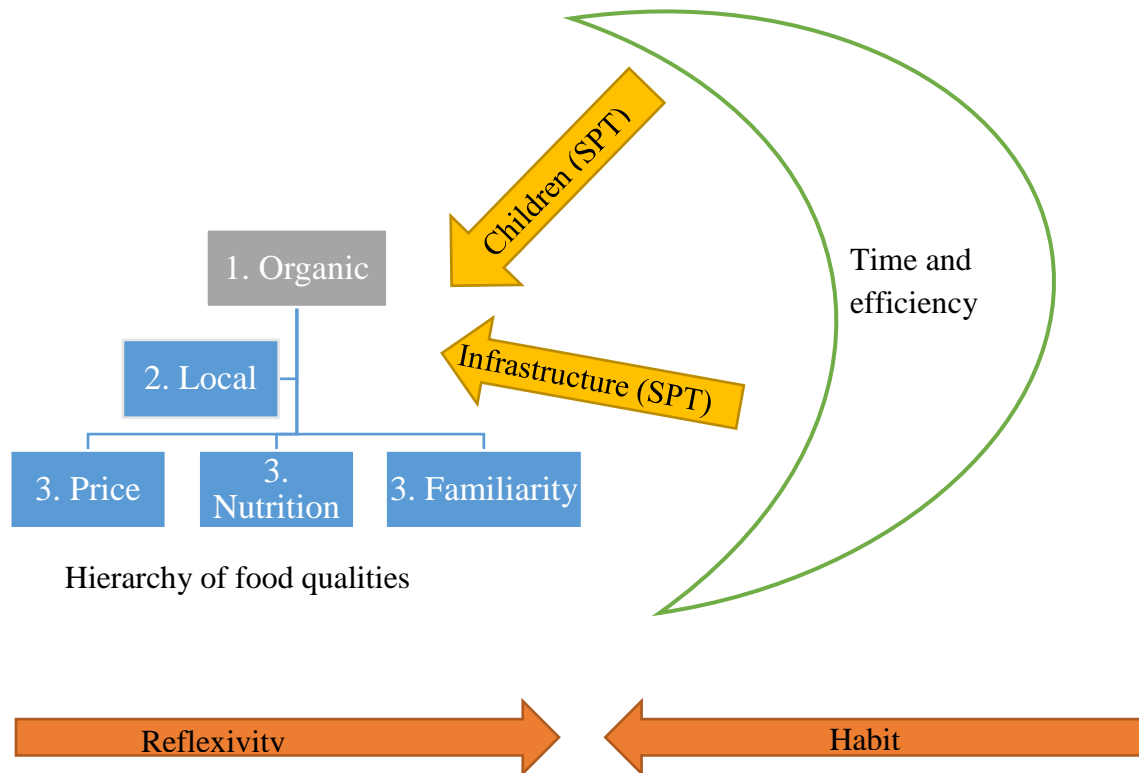 Children (SPT)
1. Organic
Time and
efficiency
2. Local
Infrastructure (SPT)
3. Price
3.
Nutrition
3. Familiarity
Hierarchy of food qualities
Reflexivity
Habit